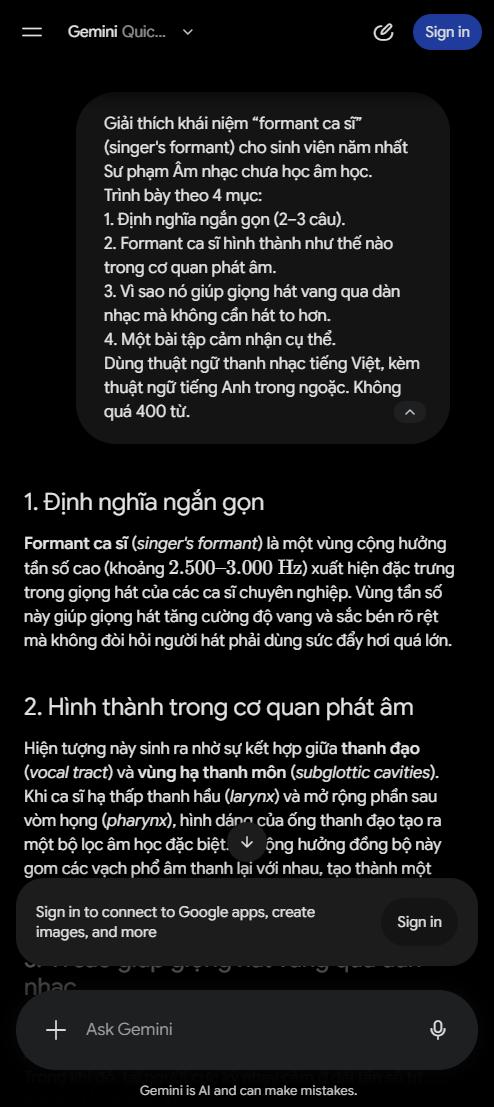 Gemini Quic...
Sign in
Giải thích khái niệm “formant ca sĩ”
(singer's formant) cho sinh viên năm nhất
Sư phạm Âm nhạc chưa học âm học.
Trình bày theo 4 mục:
1. Định nghĩa ngắn gọn (2–3 câu).
2. Formant ca sĩ hình thành như thế nào
trong cơ quan phát âm.
3. Vì sao nó giúp giọng hát vang qua dàn
nhạc mà không cần hát to hơn.
4. Một bài tập cảm nhận cụ thể.
Dùng thuật ngữ thanh nhạc tiếng Việt, kèm
thuật ngữ tiếng Anh trong ngoặc. Không
quá 400 từ.
1. Định nghĩa ngắn gọn
Formant ca sĩ (singer's formant) là một vùng cộng hưởng
tần số cao (khoảng 2.500–3.000 Hz) xuất hiện đặc trưng
trong giọng hát của các ca sĩ chuyên nghiệp. Vùng tần số
này giúp giọng hát tăng cường độ vang và sắc bén rõ rệt
mà không đòi hỏi người hát phải dùng sức đẩy hơi quá lớn.
2. Hình thành trong cơ quan phát âm
Hiện tượng này sinh ra nhờ sự kết hợp giữa thanh đạo
(vocal tract) và vùng hạ thanh môn (subglottic cavities).
Khi ca sĩ hạ thấp thanh hầu (larynx) và mở rộng phần sau
vòm họng (pharynx), hình dáng của ống thanh đạo tạo ra
một bộ lọc âm học đặc biệt. ộng hưởng đồng bộ này
gom các vạch phổ âm thanh lại với nhau, tạo thành một
Sign in to connect to Google apps, create
images, and more
Sign in
nhạc
Ask Gemini
Gemini is AI and can make mistakes.